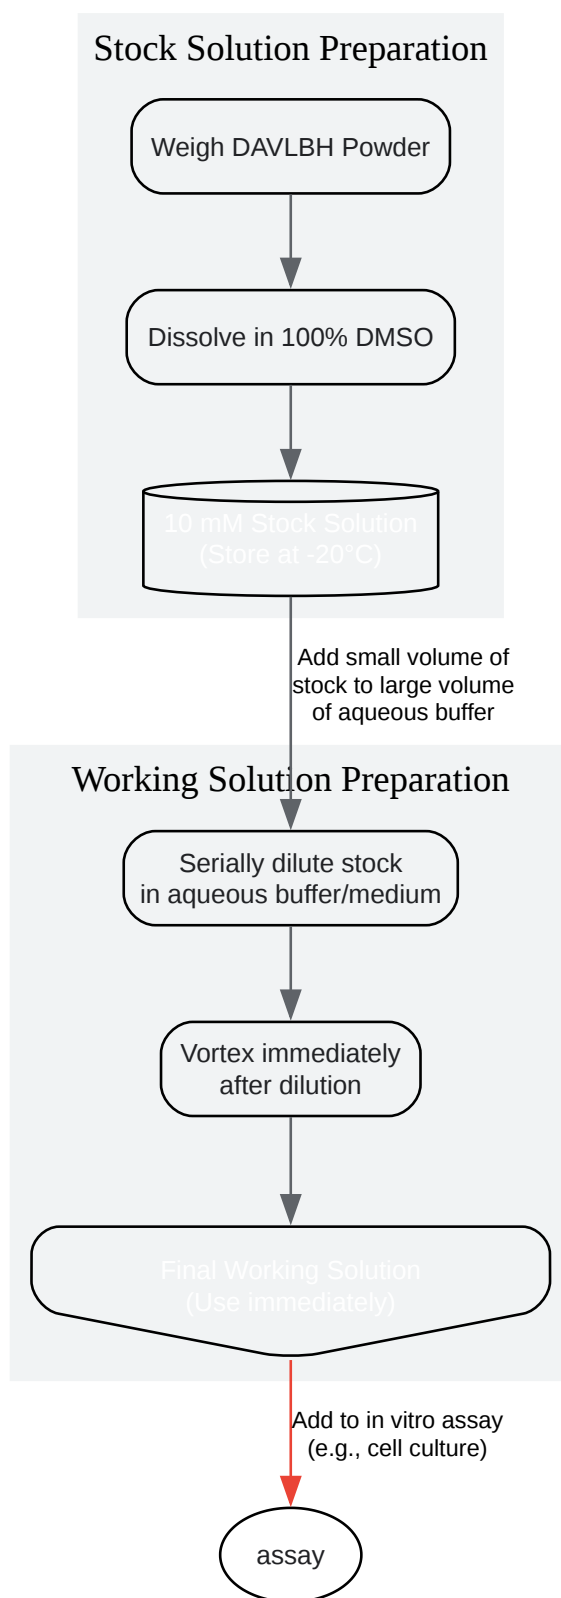 Stock Solution Preparation
Weigh DAVLBH Powder
Dissolve in 100% DMSO
10 mM Stock Solution
(Store at -20°C)
Add small volume of
stock to large volume
of aqueous buffer
Working Solution Preparation
Serially dilute stock
in aqueous buffer/medium
Vortex immediately
after dilution
Final Working Solution
(Use immediately)
Add to in vitro assay
(e.g., cell culture)
assay